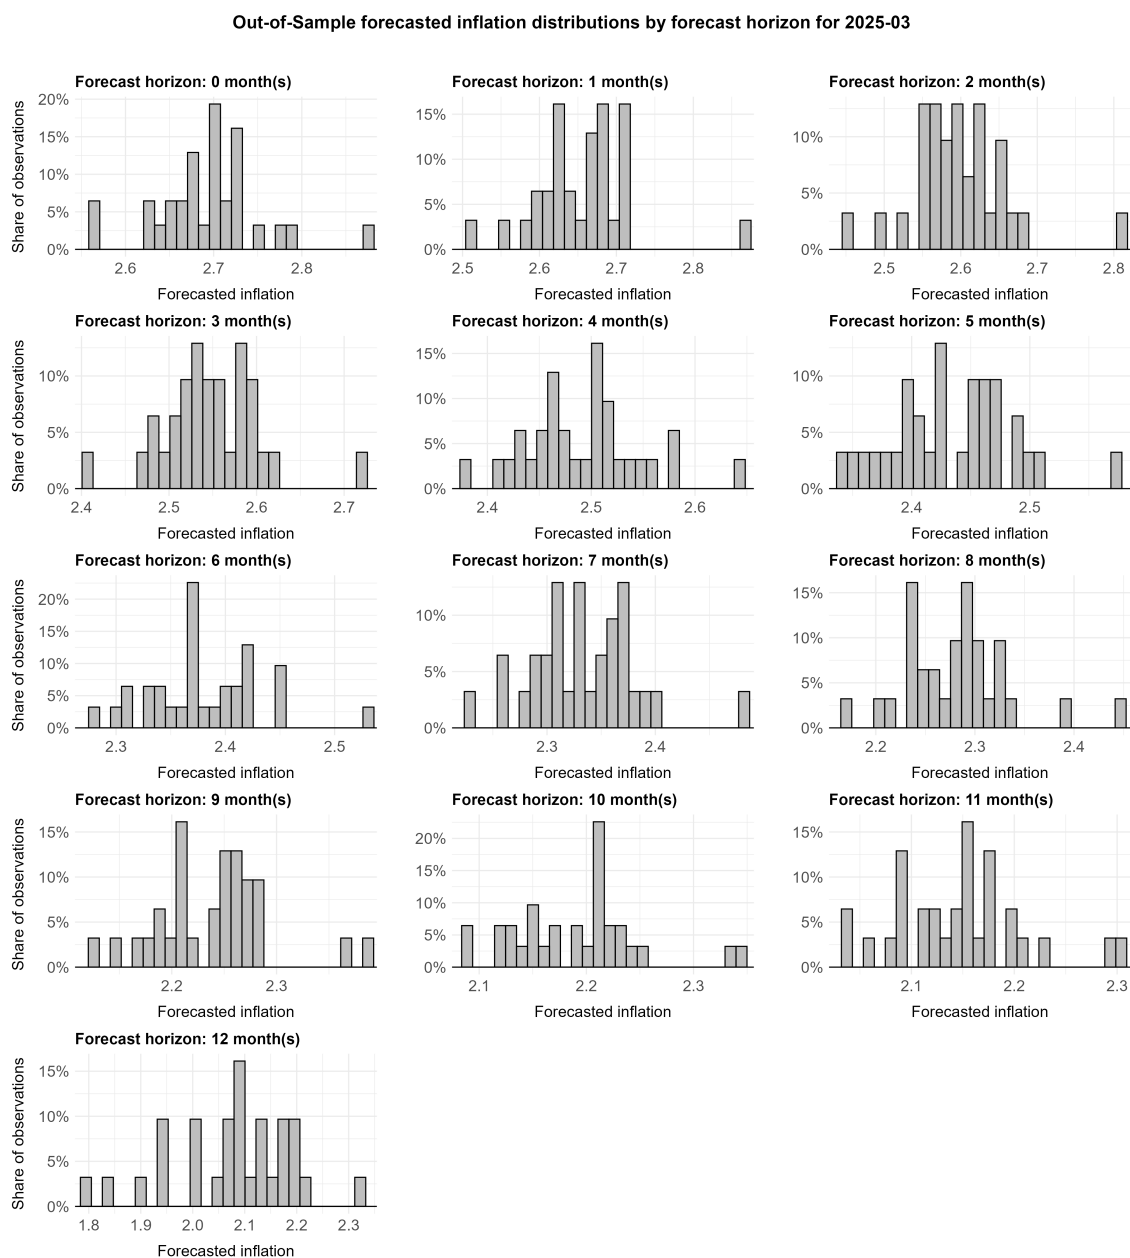 Out-of-Sample forecasted inflation distributions by forecast horizon for 2025-03
Forecast horizon: 0 month(s)
Share of observations
20%
15%
10%
5%
0%
2.6 2.7 2.8
Forecasted inflation
Forecast horizon: 1 month(s)
15%
10%
5%
0%
2.5 2.6 2.7 2.8
Forecasted inflation
Forecast horizon: 2 month(s)
10%
5%
0%
2.5 2.6 2.7 2.8
Forecasted inflation
Forecast horizon: 3 month(s)
Share of observations
10%
5%
0%
2.4 2.5 2.6 2.7
Forecasted inflation
Forecast horizon: 4 month(s)
15%
10%
5%
0%
2.4 2.5 2.6
Forecasted inflation
Forecast horizon: 5 month(s)
10%
5%
0%
2.4 2.5
Forecasted inflation
Forecast horizon: 6 month(s)
Share of observations
20%
15%
10%
5%
0%
2.3 2.4 2.5
Forecasted inflation
Forecast horizon: 7 month(s)
10%
5%
0%
2.3 2.4
Forecasted inflation
Forecast horizon: 8 month(s)
15%
10%
5%
0%
2.2 2.3 2.4
Forecasted inflation
Forecast horizon: 9 month(s)
Share of observations
15%
10%
5%
0%
2.2 2.3
Forecasted inflation
Forecast horizon: 10 month(s)
20%
15%
10%
5%
0%
2.1 2.2 2.3
Forecasted inflation
Forecast horizon: 11 month(s)
15%
10%
5%
0%
2.1 2.2 2.3
Forecasted inflation
Forecast horizon: 12 month(s)
Share of observations
15%
10%
5%
0%
1.8 1.9 2.0 2.1 2.2 2.3
Forecasted inflation